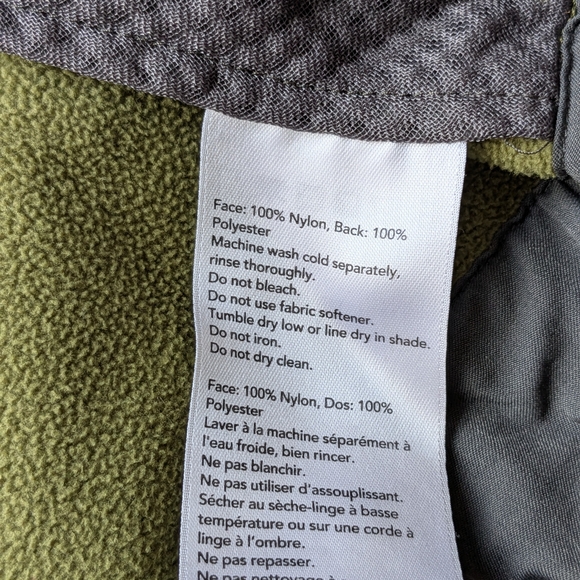 Face: 100% Nylon, Back: 100%
Polyester
Machine wash cold separately,
rinse thoroughly.
Do not bleach.
Do not use fabric softener.
Tumble dry low or line dry in shade.
Do not iron.
Do not dry clean.
Face: 100% Nylon, Dos: 100%
Polyester
Laver à la machine séparément à
l'eau froide, bien rincer.
Ne pas blanchir.
Ne pas utiliser d'assouplissant.
Sécher au sèche-linge à basse
température ou sur une corde à
linge à l'ombre.
Ne pas repasser.
Ne pas nettoyage à